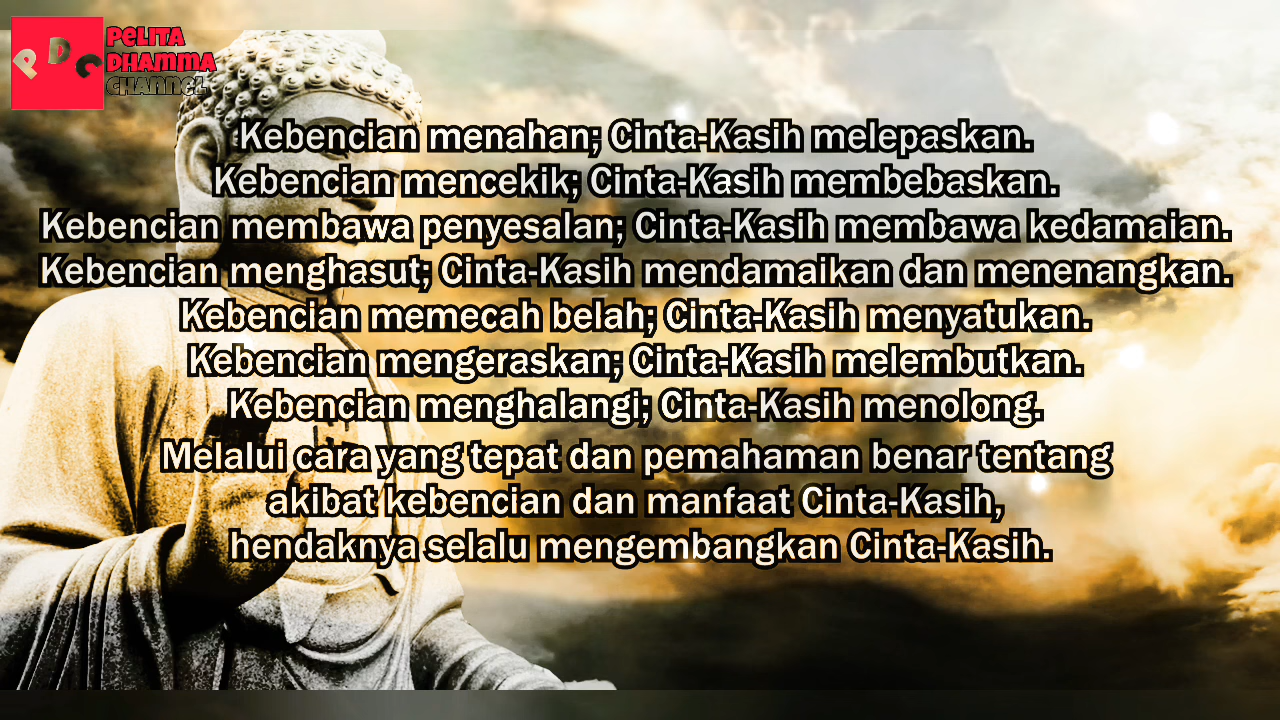 PDC
PELITA
DHAMMA
CHANNEL
Kebencian menahan; Cinta-Kasih melepaskan.
Kebencian mencekik; Cinta-Kasih membebaskan.
Kebencian membawa penyesalan; Cinta-Kasih membawa kedamaian.
Kebencian menghasut; Cinta-Kasih mendamaikan dan menenangkan.
Kebencian memecah belah; Cinta-Kasih menyatukan.
Kebencian mengeraskan; Cinta-Kasih melembutkan.
Kebencian menghalangi; Cinta-Kasih menolong.
Melalui cara yang tepat dan pemahaman benar tentang
akibat kebencian dan manfaat Cinta-Kasih,
hendaknya selalu mengembangkan Cinta-Kasih.